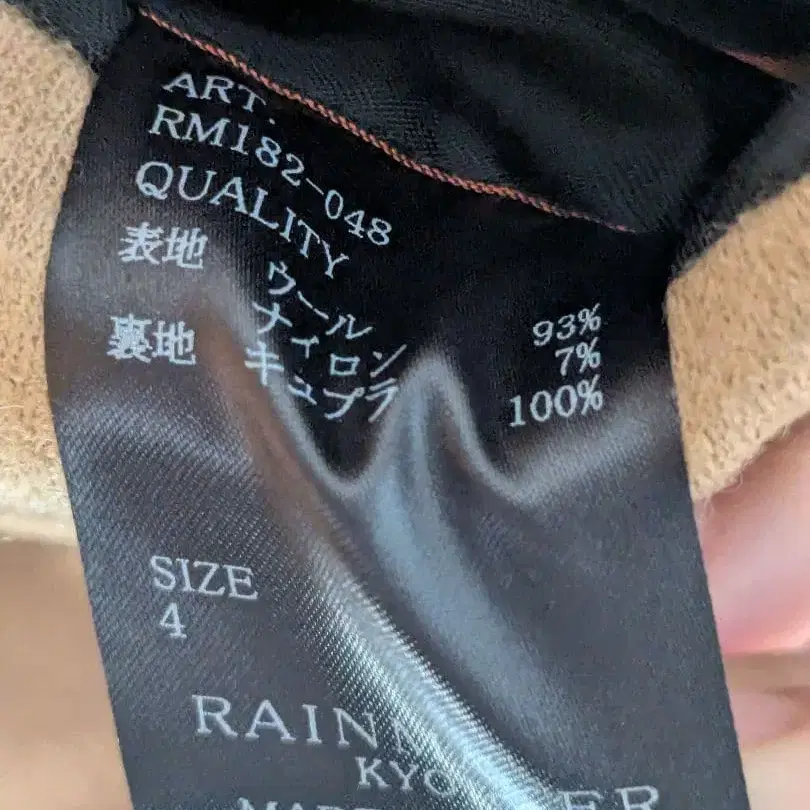 ART.
RM182-048
QUALITY
表地 ウール 93%
ナイロン 7%
裏地 キュプラ 100%
SIZE
4